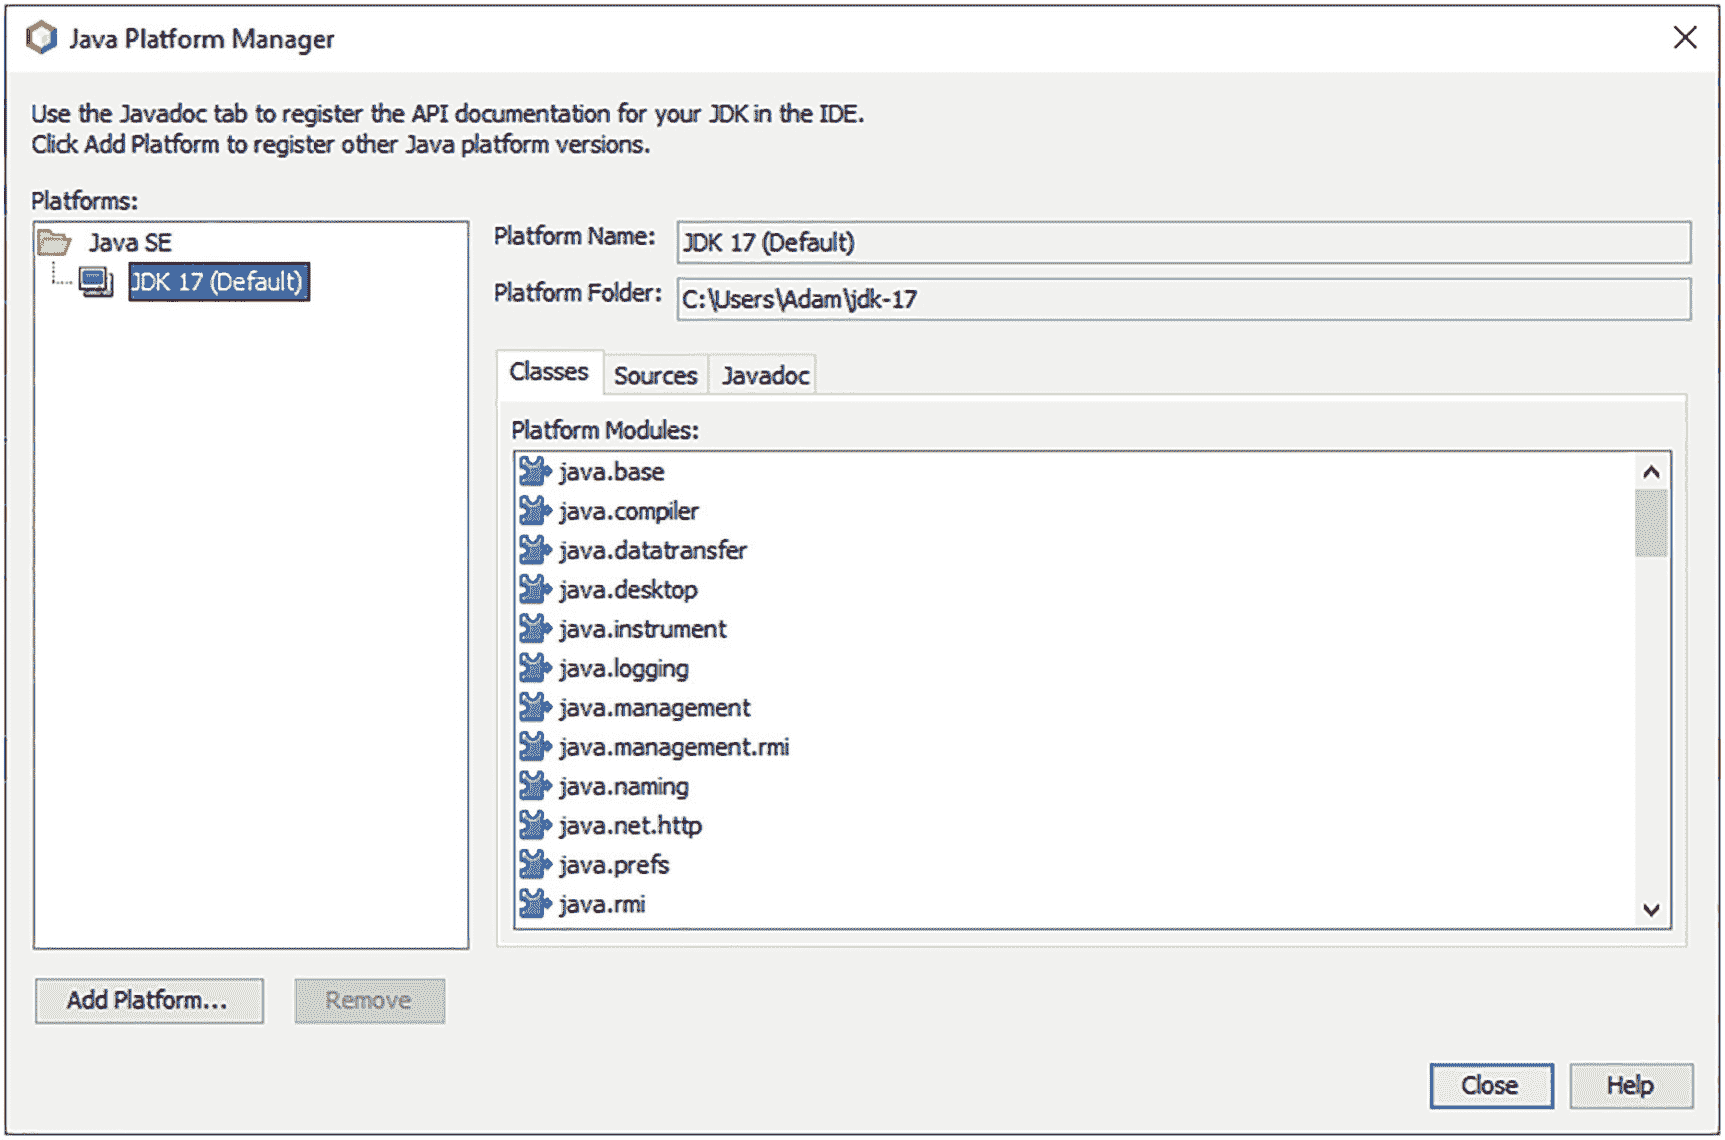 Java Platform Manager
Use the Javadoc tab to register the API documentation for your JDK in the IDE.
Click Add Platform to register other Java platform versions.
Platforms:
Java SE
JDK 17 (Default)
Platform Name: JDK 17 (Default)
Platform Folder: C:\Users\Adam\jdk-17
Classes Sources Javadoc
Platform Modules:
java.base
java.compiler
java.datatransfer
java.desktop
java.instrument
java.logging
java.management
java.management.rmi
java.naming
java.net.http
java.prefs
java.rmi
Add Platform... Remove
Close Help